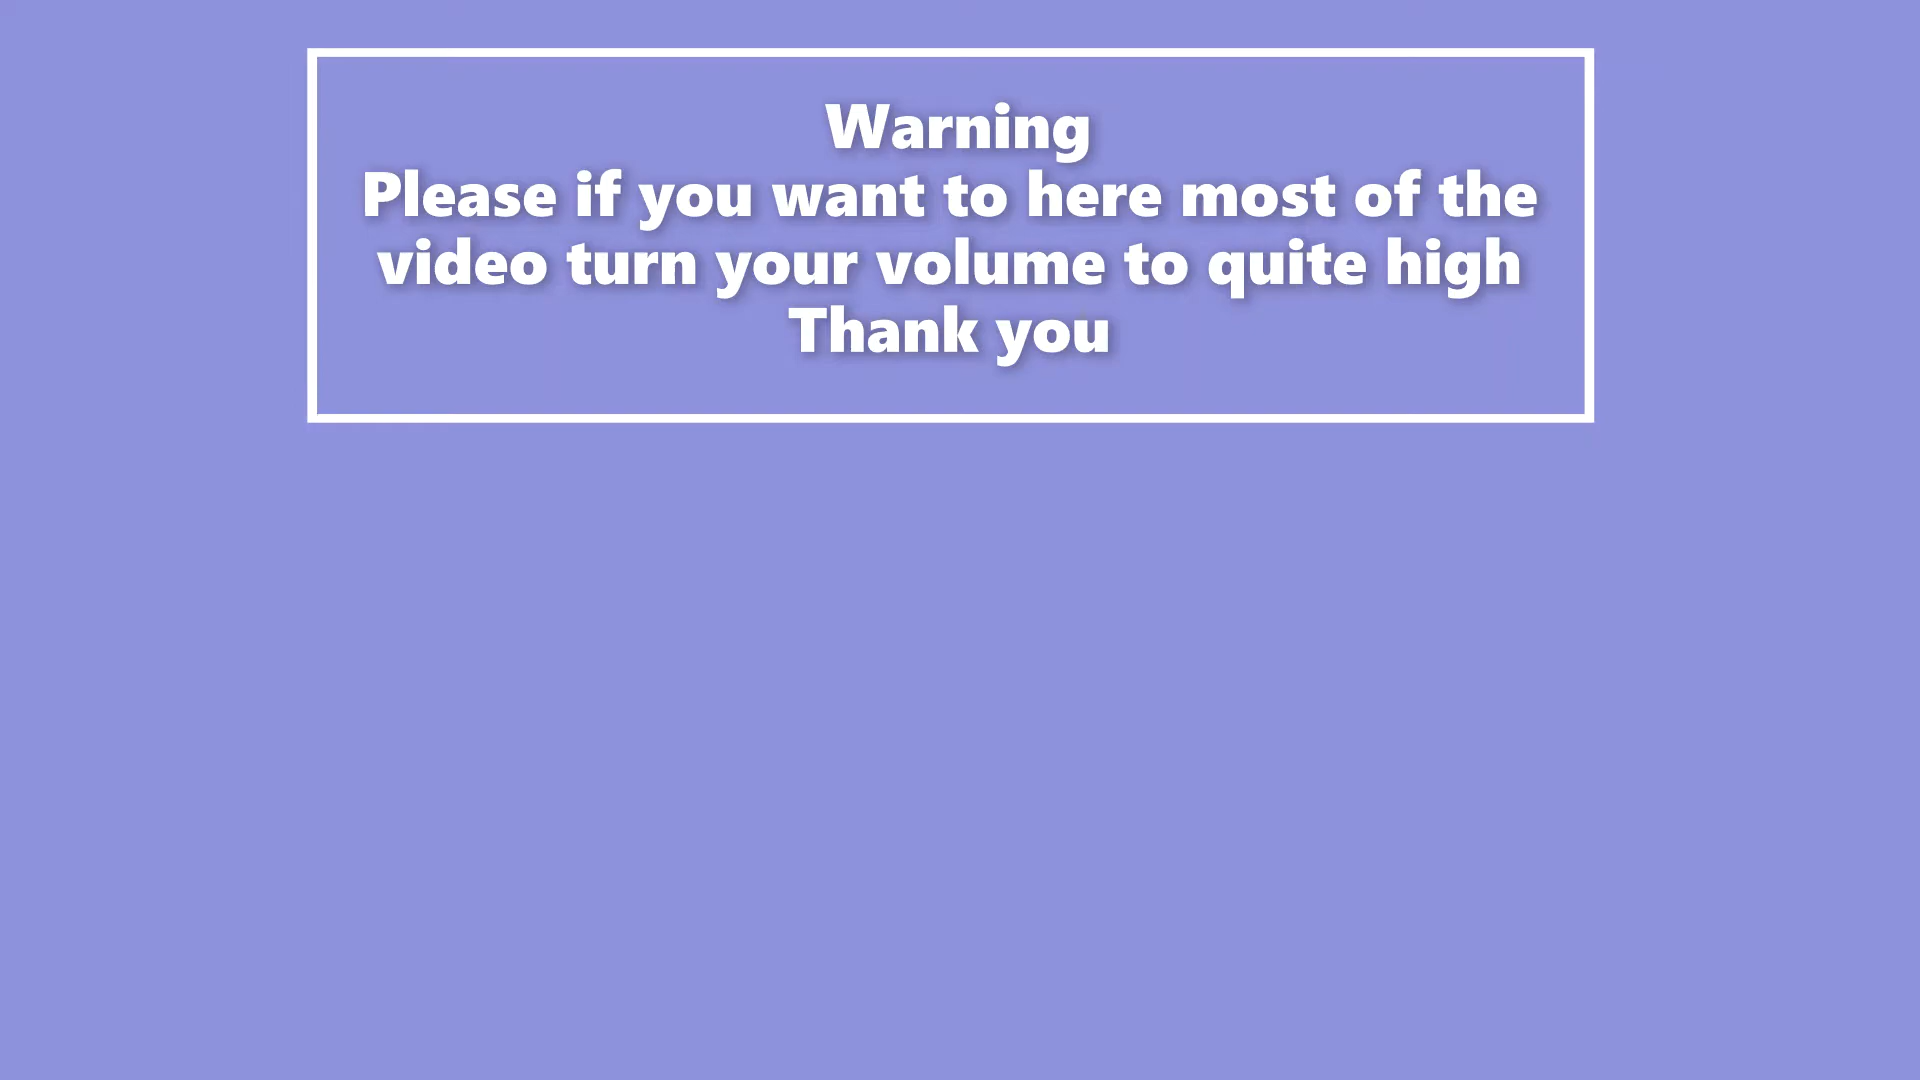 Warning
Please if you want to here most of the
video turn your volume to quite high
Thank you